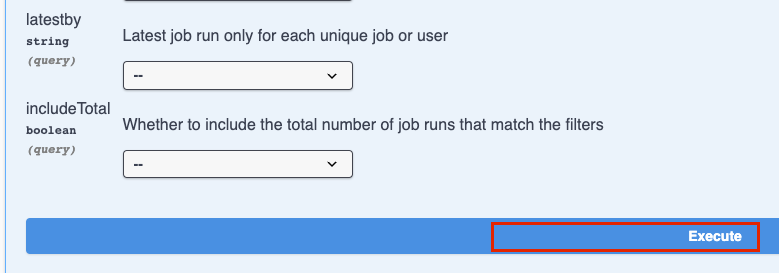 latestby
string
Latest job run only for each unique job or user
(query)
--
includeTotal
boolean
Whether to include the total number of job runs that match the filters
(query)
--
Execute